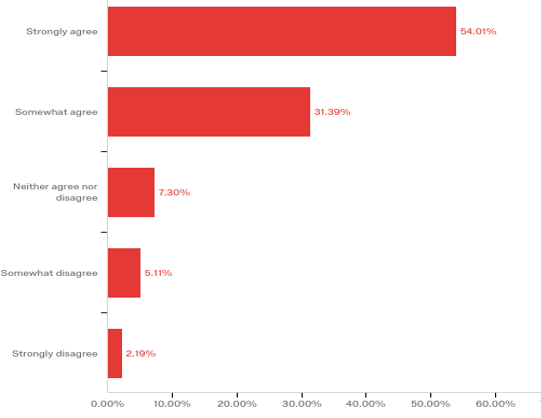 Strongly agree
54.01%
Somewhat agree
31.39%
Neither agree nor
disagree
7.30%
Somewhat disagree
5.11%
Strongly disagree
2.19%
0.00% 10.00% 20.00% 30.00% 40.00% 50.00% 60.00%